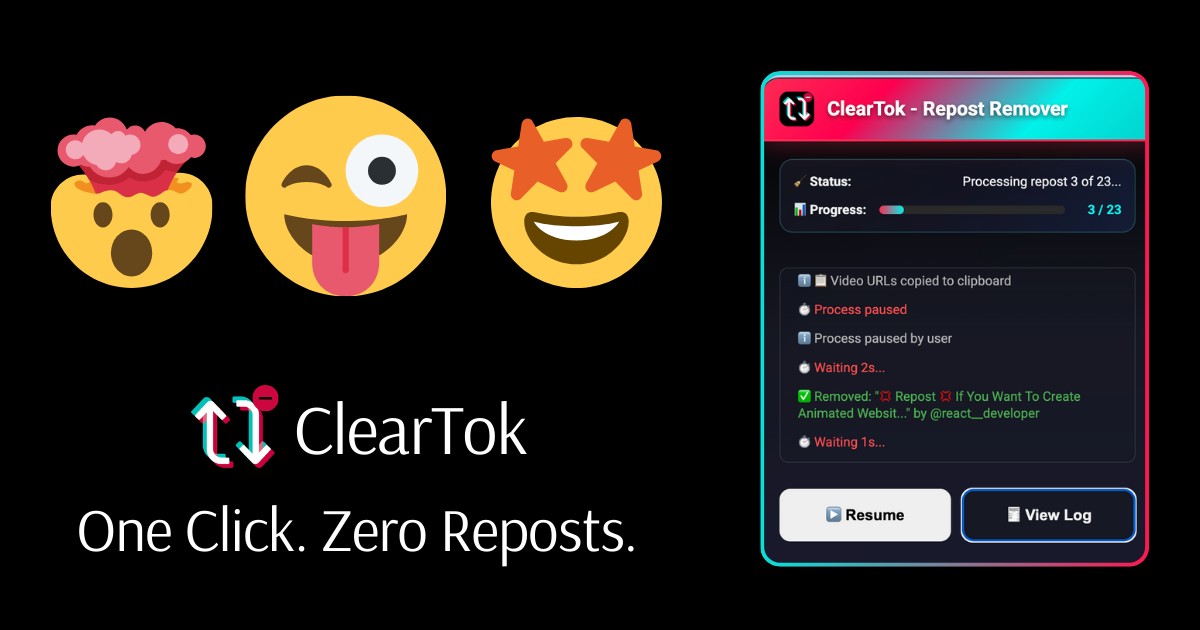 ClearTok
One Click. Zero Reposts.
ClearTok - Repost Remover
🧹 Status: Processing repost 3 of 23...
📊 Progress: 3 / 23
ℹ️ 📋 Video URLs copied to clipboard
⏱️ Process paused
ℹ️ Process paused by user
⏱️ Waiting 2s...
✅ Removed: "💢 Repost 💢 If You Want To Create
Animated Websit..." by @react__developer
⏱️ Waiting 1s...
▶️ Resume
🧾 View Log